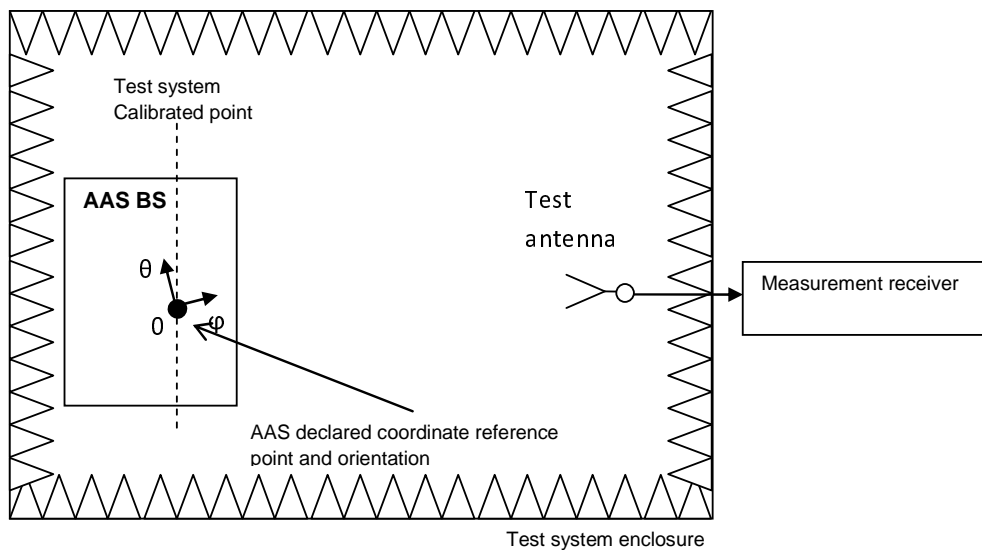 Test system
Calibrated point
AAS BS
Test
antenna
θ
0
φ
Measurement receiver
AAS declared coordinate reference
point and orientation
Test system enclosure